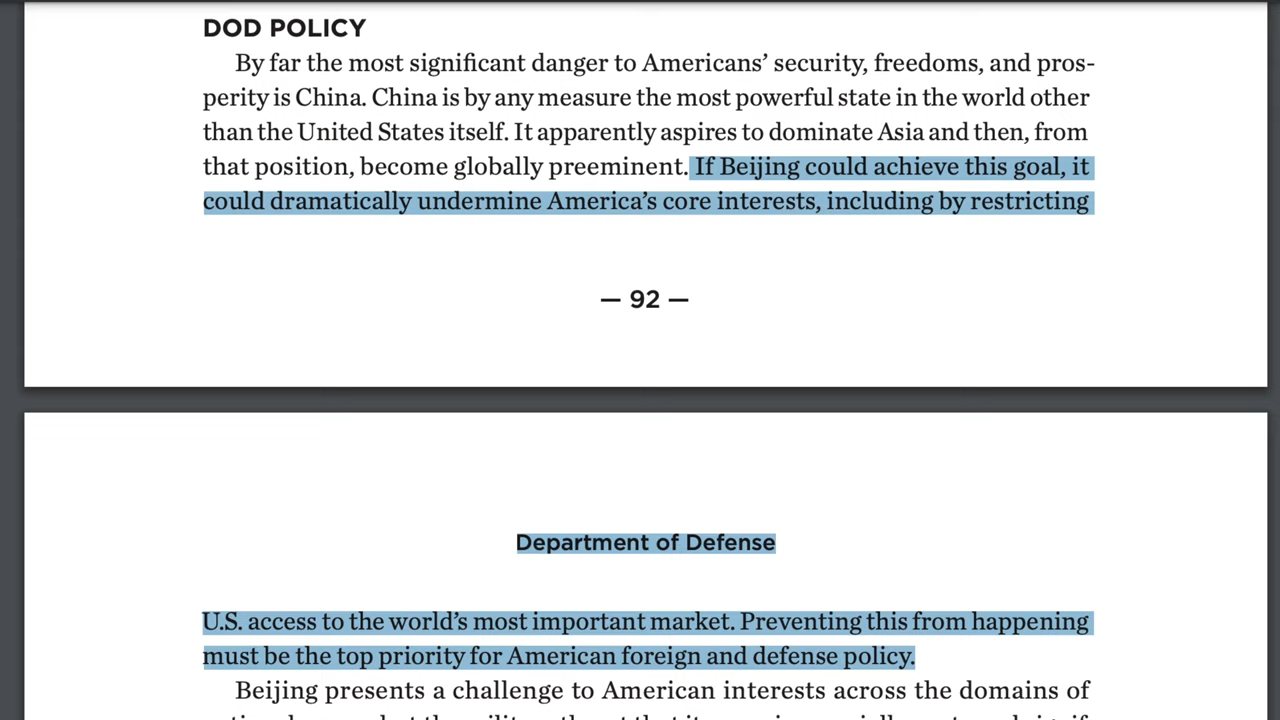 DOD POLICY
By far the most significant danger to Americans’ security, freedoms, and pros-
perity is China. China is by any measure the most powerful state in the world other
than the United States itself. It apparently aspires to dominate Asia and then, from
that position, become globally preeminent. If Beijing could achieve this goal, it
could dramatically undermine America’s core interests, including by restricting
— 92 —
Department of Defense
U.S. access to the world’s most important market. Preventing this from happening
must be the top priority for American foreign and defense policy.
Beijing presents a challenge to American interests across the domains of